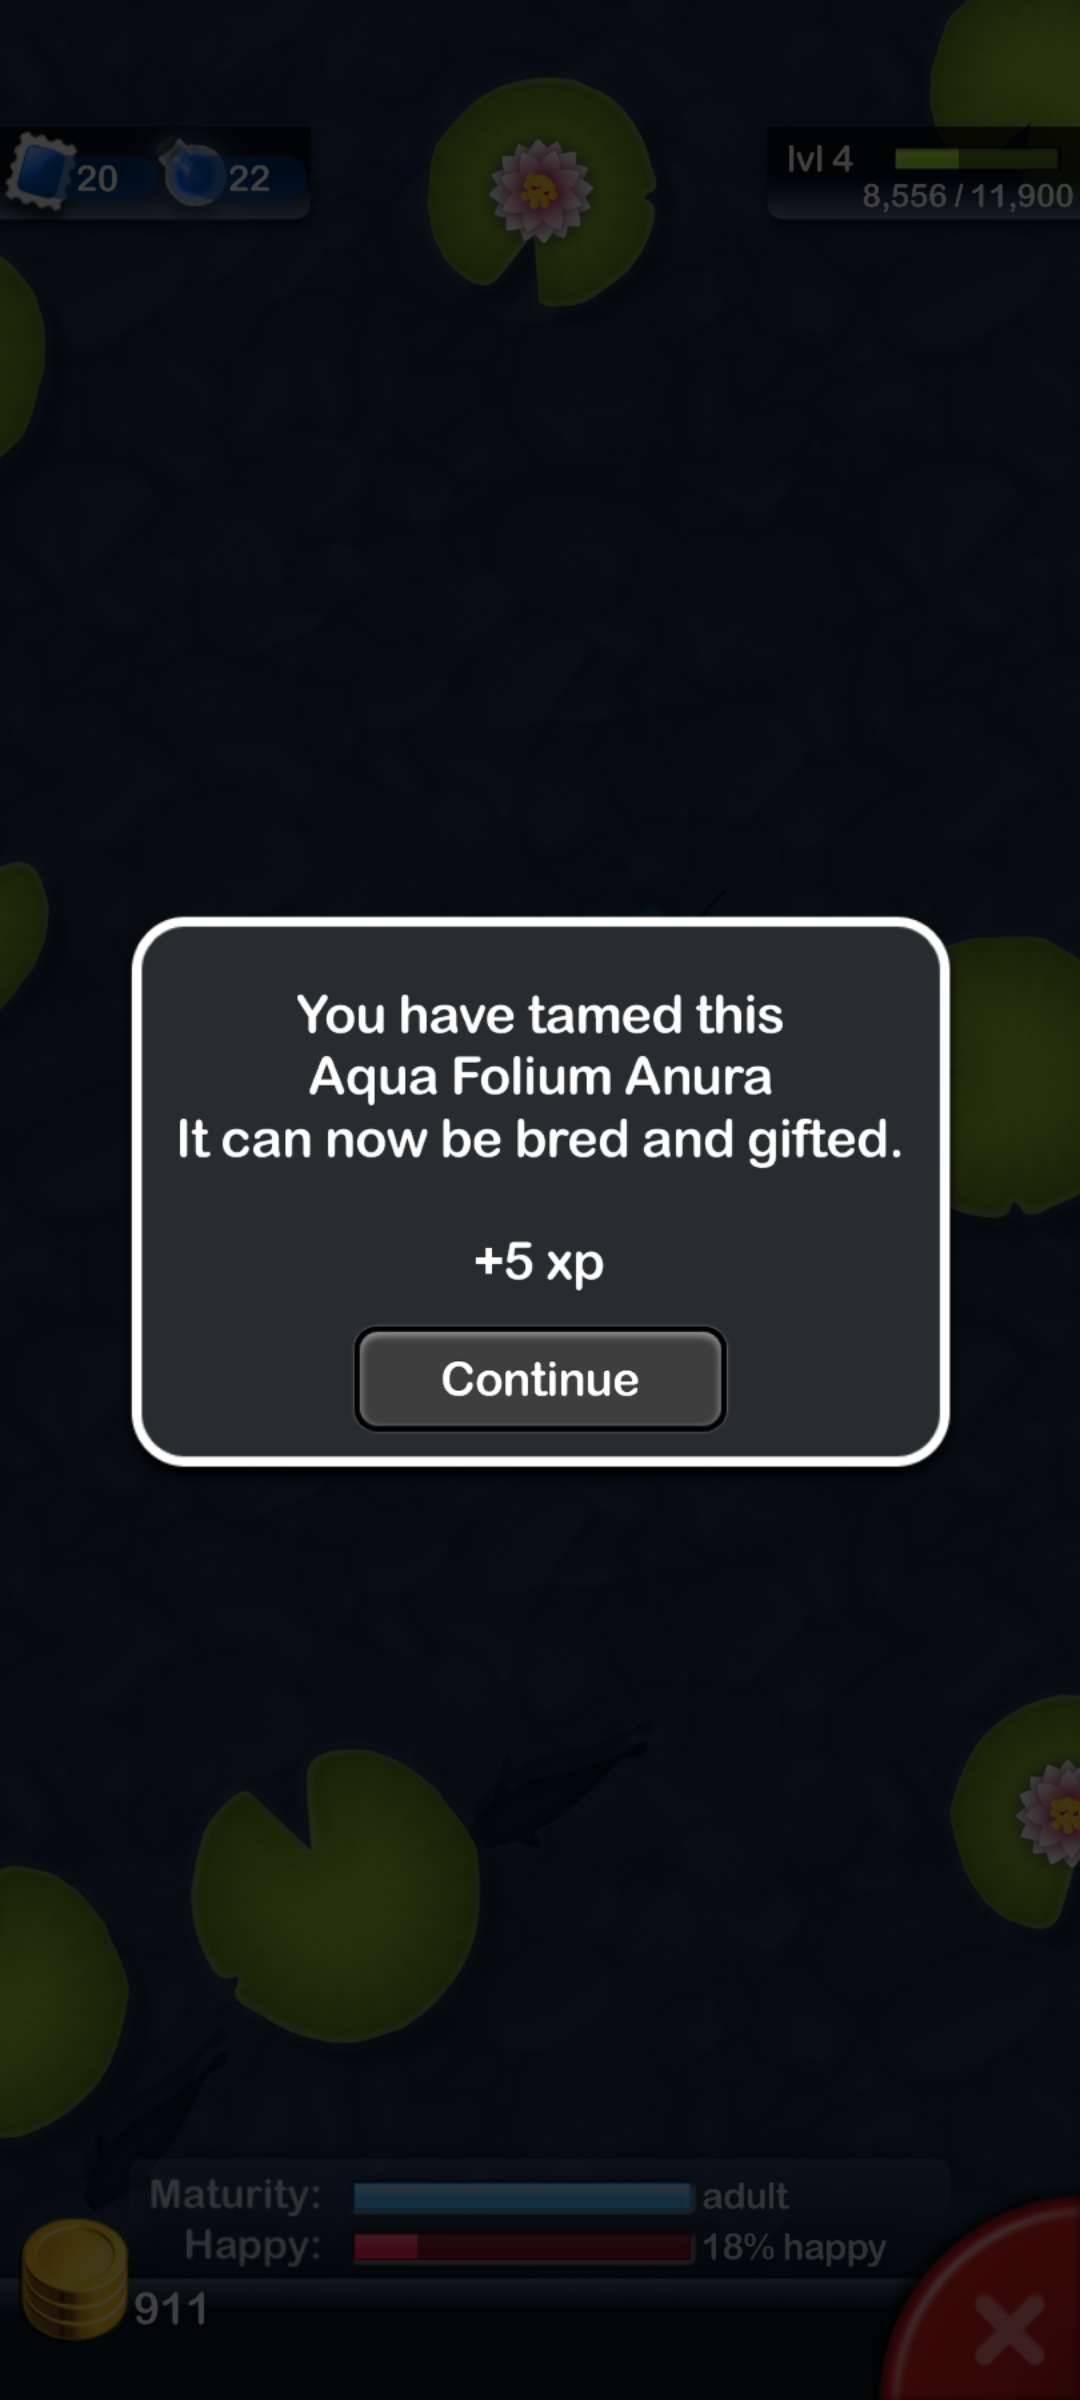 20 22
lvl 4
8,556 / 11,900
You have tamed this
Aqua Folium Anura
It can now be bred and gifted.
+5 xp
Continue
Maturity: adult
Happy: 18% happy
911